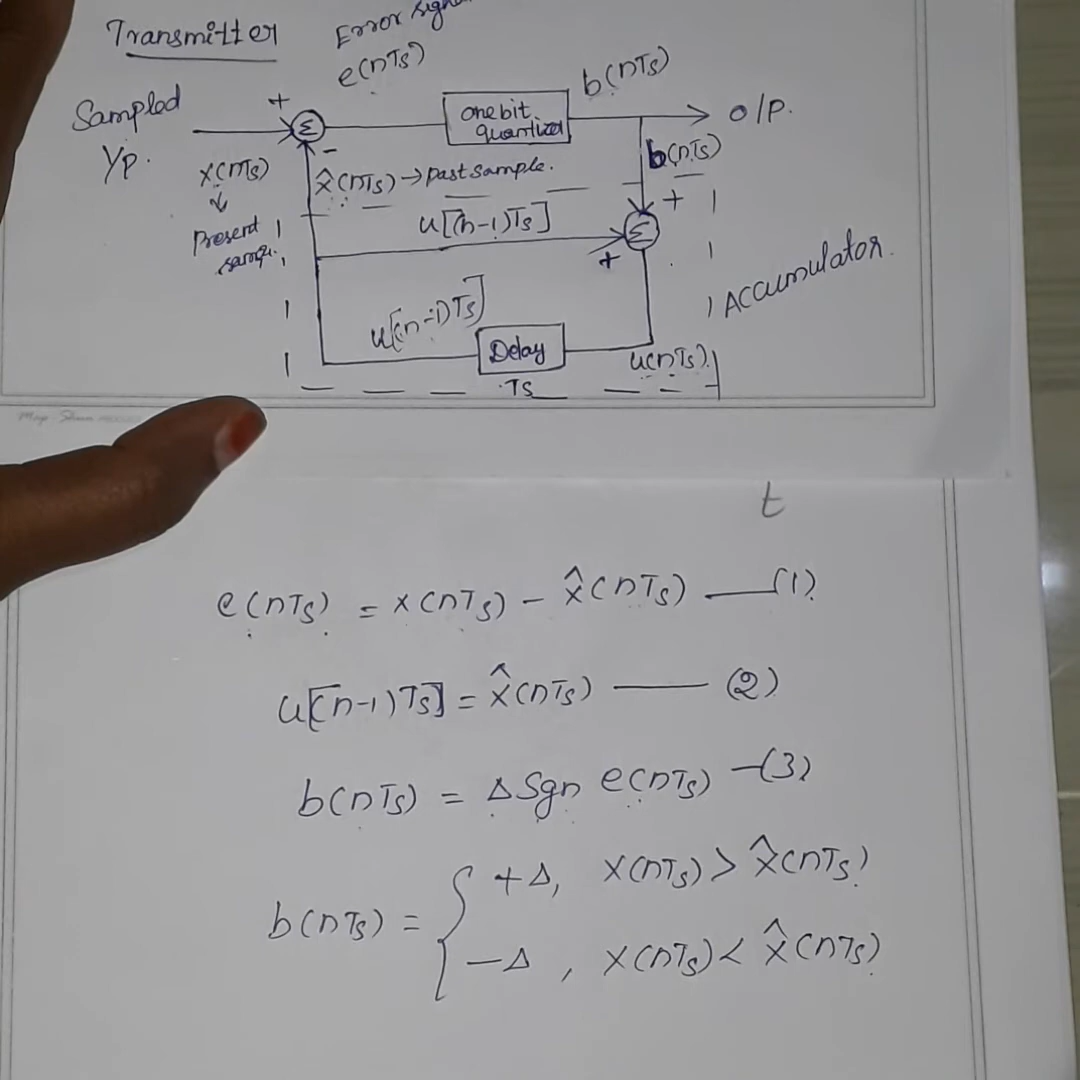 Transmitter
Error sign
e(nTs)
b(nTs)
Sampled
Yp.
+
Σ
one bit
quantized
o/p.
-
x(nTs)
x̂(nTs) → past sample.
b(nTs)
↓
Present
u[(n-1)Ts]
+
Σ
+
Accumulator.
u[(n-1)Ts]
Delay
u(nTs)
Ts
t
e(nTs) = x(nTs) - x̂(nTs) — (1)
u[(n-1)Ts] = x̂(nTs) — (2)
b(nTs) = Δ Sgn e(nTs) — (3)
b(nTs) = { +Δ, x(nTs) > x̂(nTs)
-Δ, x(nTs) < x̂(nTs)